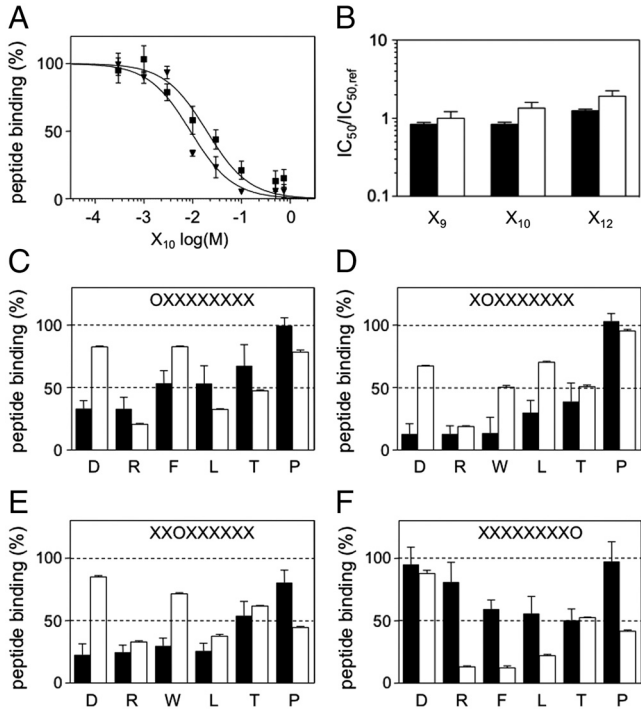 A
peptide binding (%)
100
50
0
-4 -3 -2 -1 0
X10 log(M)
B
IC50/IC50,ref
10
1
0.1
X9 X10 X12
C
peptide binding (%)
OXXXXXXXX
100
50
0
D R F L T P
D
peptide binding (%)
XOXXXXXXX
100
50
0
D R W L T P
E
peptide binding (%)
XXOXXXXXX
100
50
0
D R W L T P
F
peptide binding (%)
XXXXXXXXO
100
50
0
D R F L T P